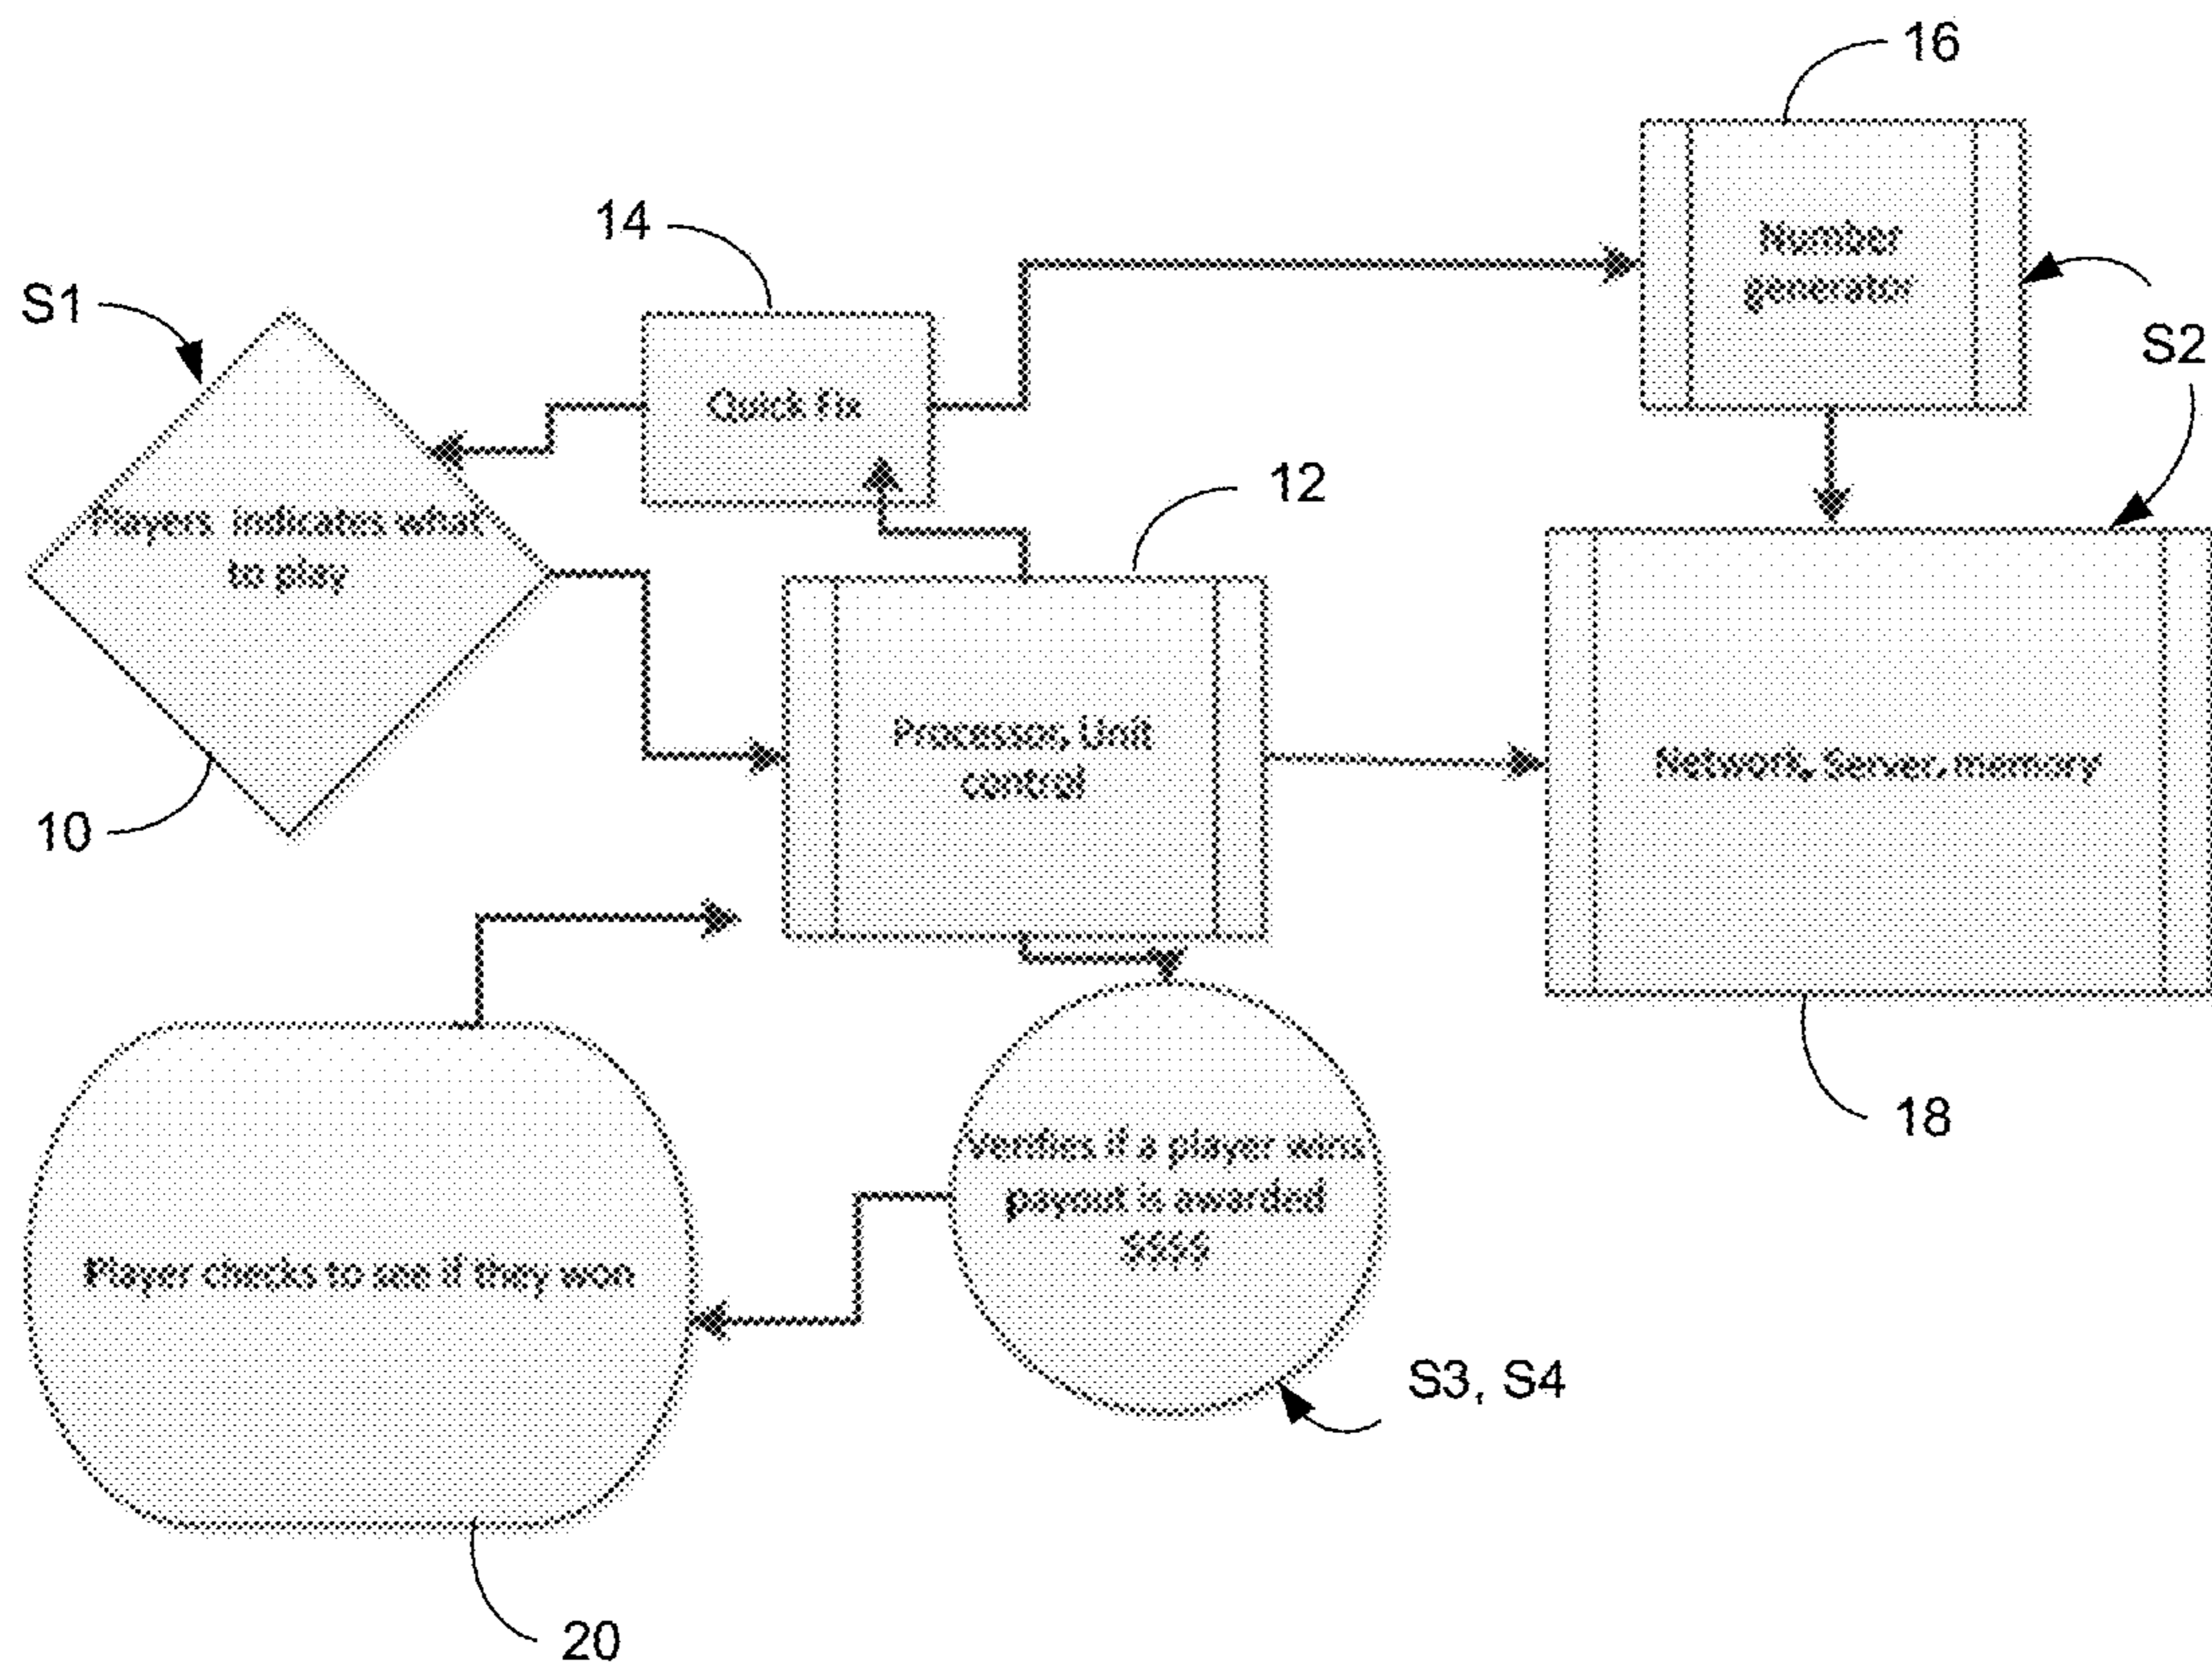 16
14
Number
generator
S1
S2
Quick Fix
12
Players indicates what
to play
Processor, Unit
control
Network, Server, memory
10
18
Verifies if a player wins
payout is awarded
$$$$
Player checks to see if they won
S3, S4
20